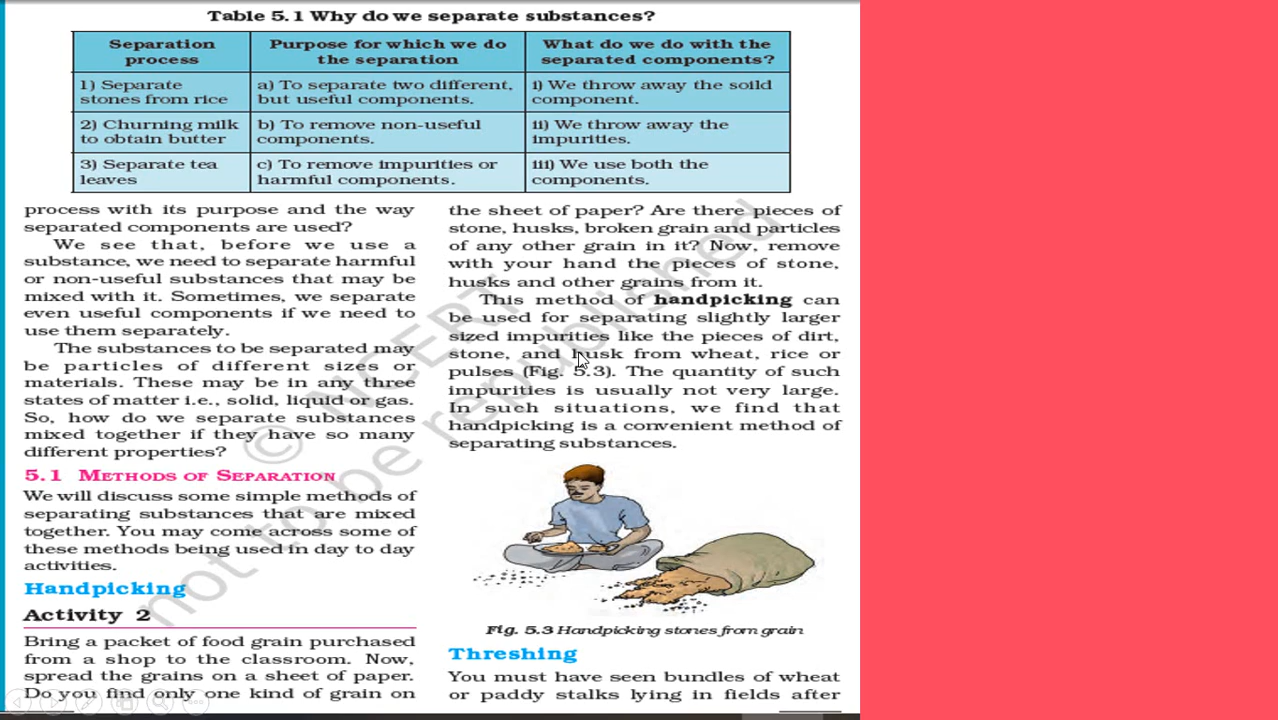 Table 5.1 Why do we separate substances?
Separation process | Purpose for which we do the separation | What do we do with the separated components?
1) Separate stones from rice | a) To separate two different, but useful components. | i) We throw away the soild component.
2) Churning milk to obtain butter | b) To remove non-useful components. | ii) We throw away the impurities.
3) Separate tea leaves | c) To remove impurities or harmful components. | iii) We use both the components.
process with its purpose and the way
separated components are used?
We see that, before we use a
substance, we need to separate harmful
or non-useful substances that may be
mixed with it. Sometimes, we separate
even useful components if we need to
use them separately.
The substances to be separated may
be particles of different sizes or
materials. These may be in any three
states of matter i.e., solid, liquid or gas.
So, how do we separate substances
mixed together if they have so many
different properties?
5.1 METHODS OF SEPARATION
We will discuss some simple methods of
separating substances that are mixed
together. You may come across some of
these methods being used in day to day
activities.
Handpicking
Activity 2
Bring a packet of food grain purchased
from a shop to the classroom. Now,
spread the grains on a sheet of paper.
Do you find only one kind of grain on
the sheet of paper? Are there pieces of
stone, husks, broken grain and particles
of any other grain in it? Now, remove
with your hand the pieces of stone,
husks and other grains from it.
This method of handpicking can
be used for separating slightly larger
sized impurities like the pieces of dirt,
stone, and husk from wheat, rice or
pulses (Fig. 5.3). The quantity of such
impurities is usually not very large.
In such situations, we find that
handpicking is a convenient method of
separating substances.
Fig. 5.3 Handpicking stones from grain
Threshing
You must have seen bundles of wheat
or paddy stalks lying in fields after
© NCERT
not to be republished